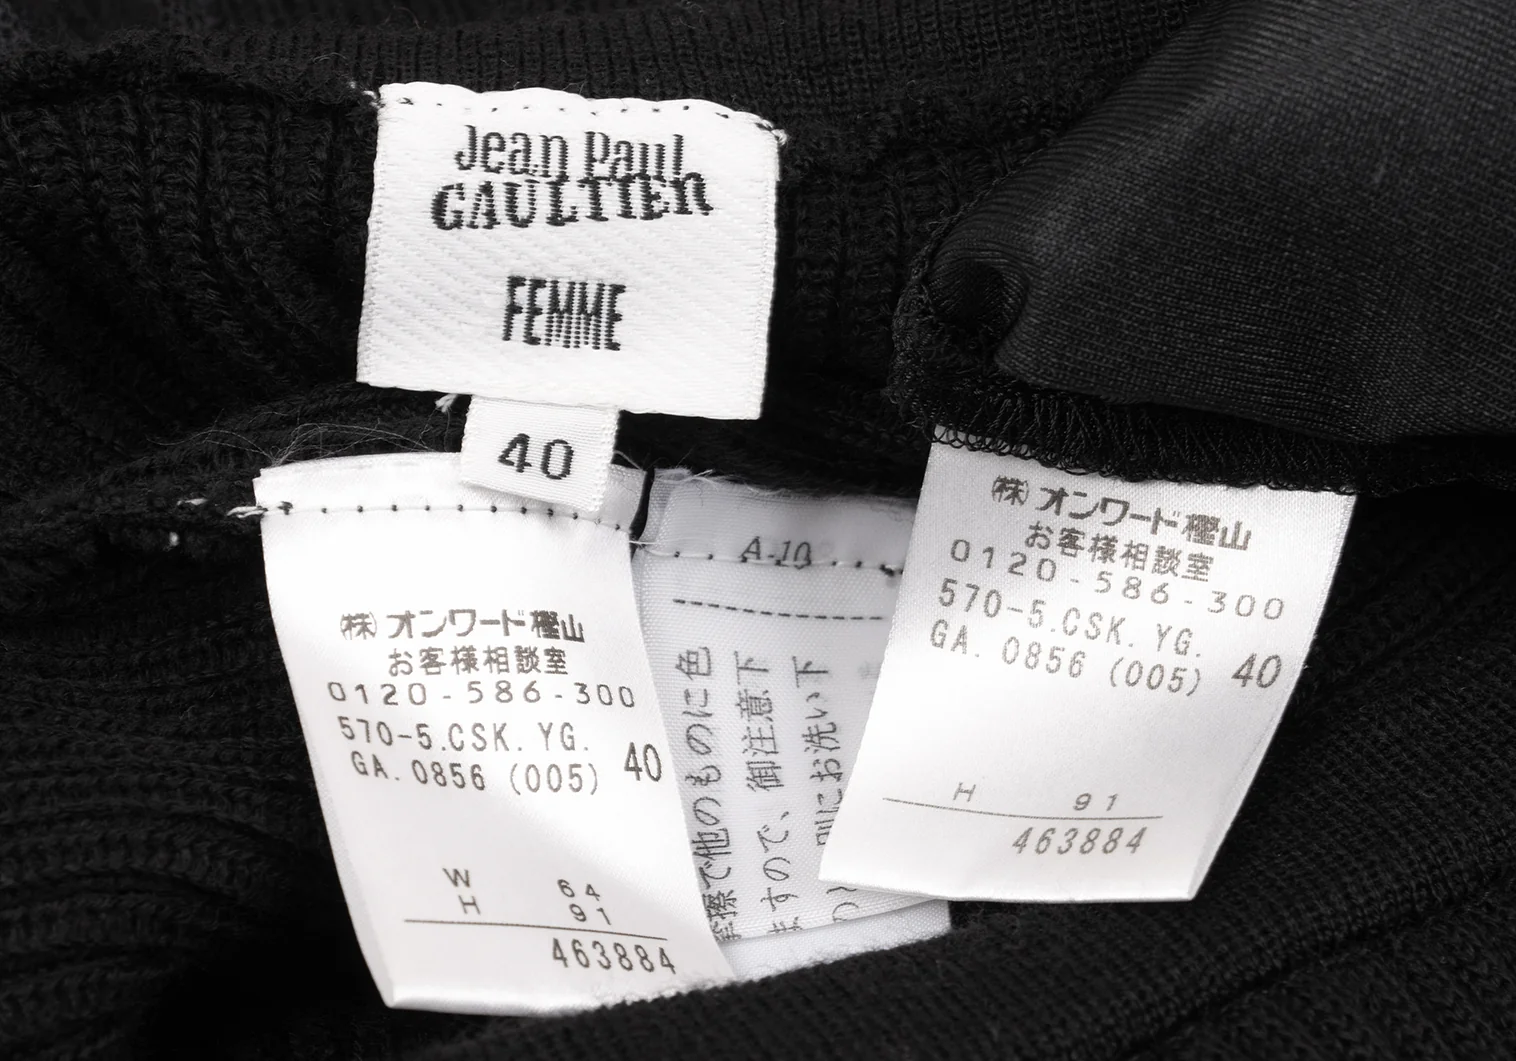 Jean Paul
GAULTIER
FEMME
40
㈱オンワード樫山
お客様相談室
0120-586-300
570-5.CSK. YG.
GA. 0856 (005) 40
W 64
H 91
463884
A-10
で他のものに色
ますので、御注意下
にお洗い下
㈱オンワード樫山
お客様相談室
0120-586-300
570-5.CSK. YG.
GA. 0856 (005) 40
H 91
463884